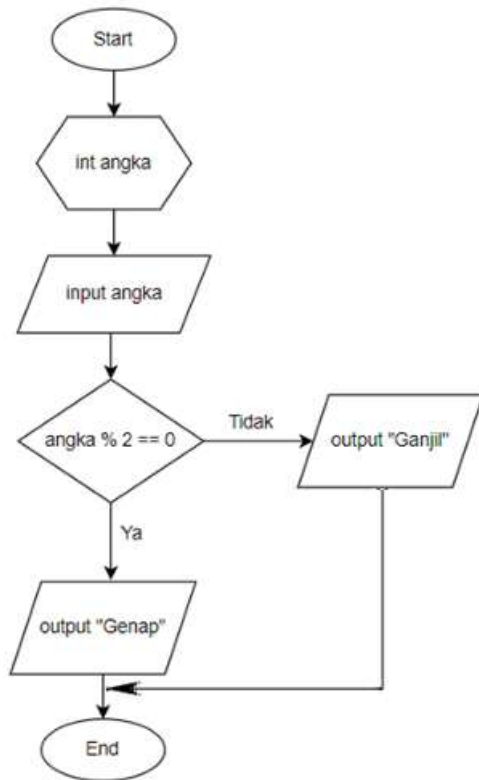 Start
int angka
input angka
angka % 2 == 0
Tidak
output "Ganjil"
Ya
output "Genap"
End